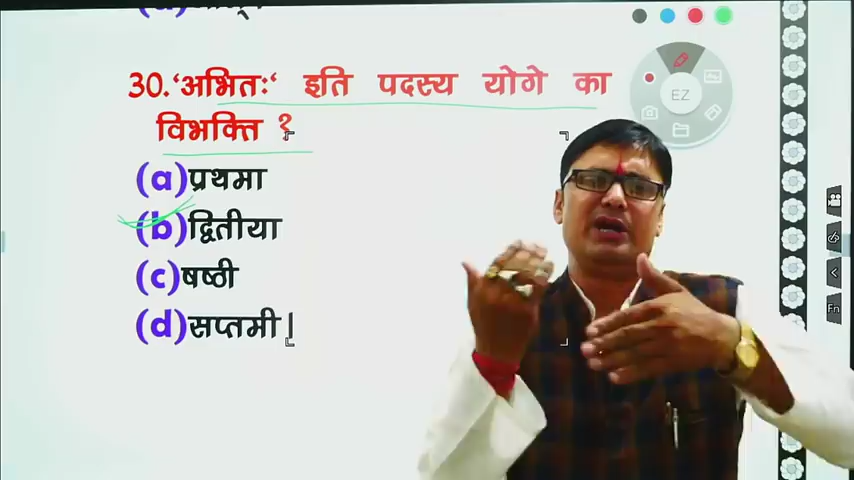 30.'अभितः' इति पदस्य योगे का
विभक्ति ?
(a)प्रथमा
(b)द्वितीया
(c)षष्ठी
(d)सप्तमी|
EZ
Fn